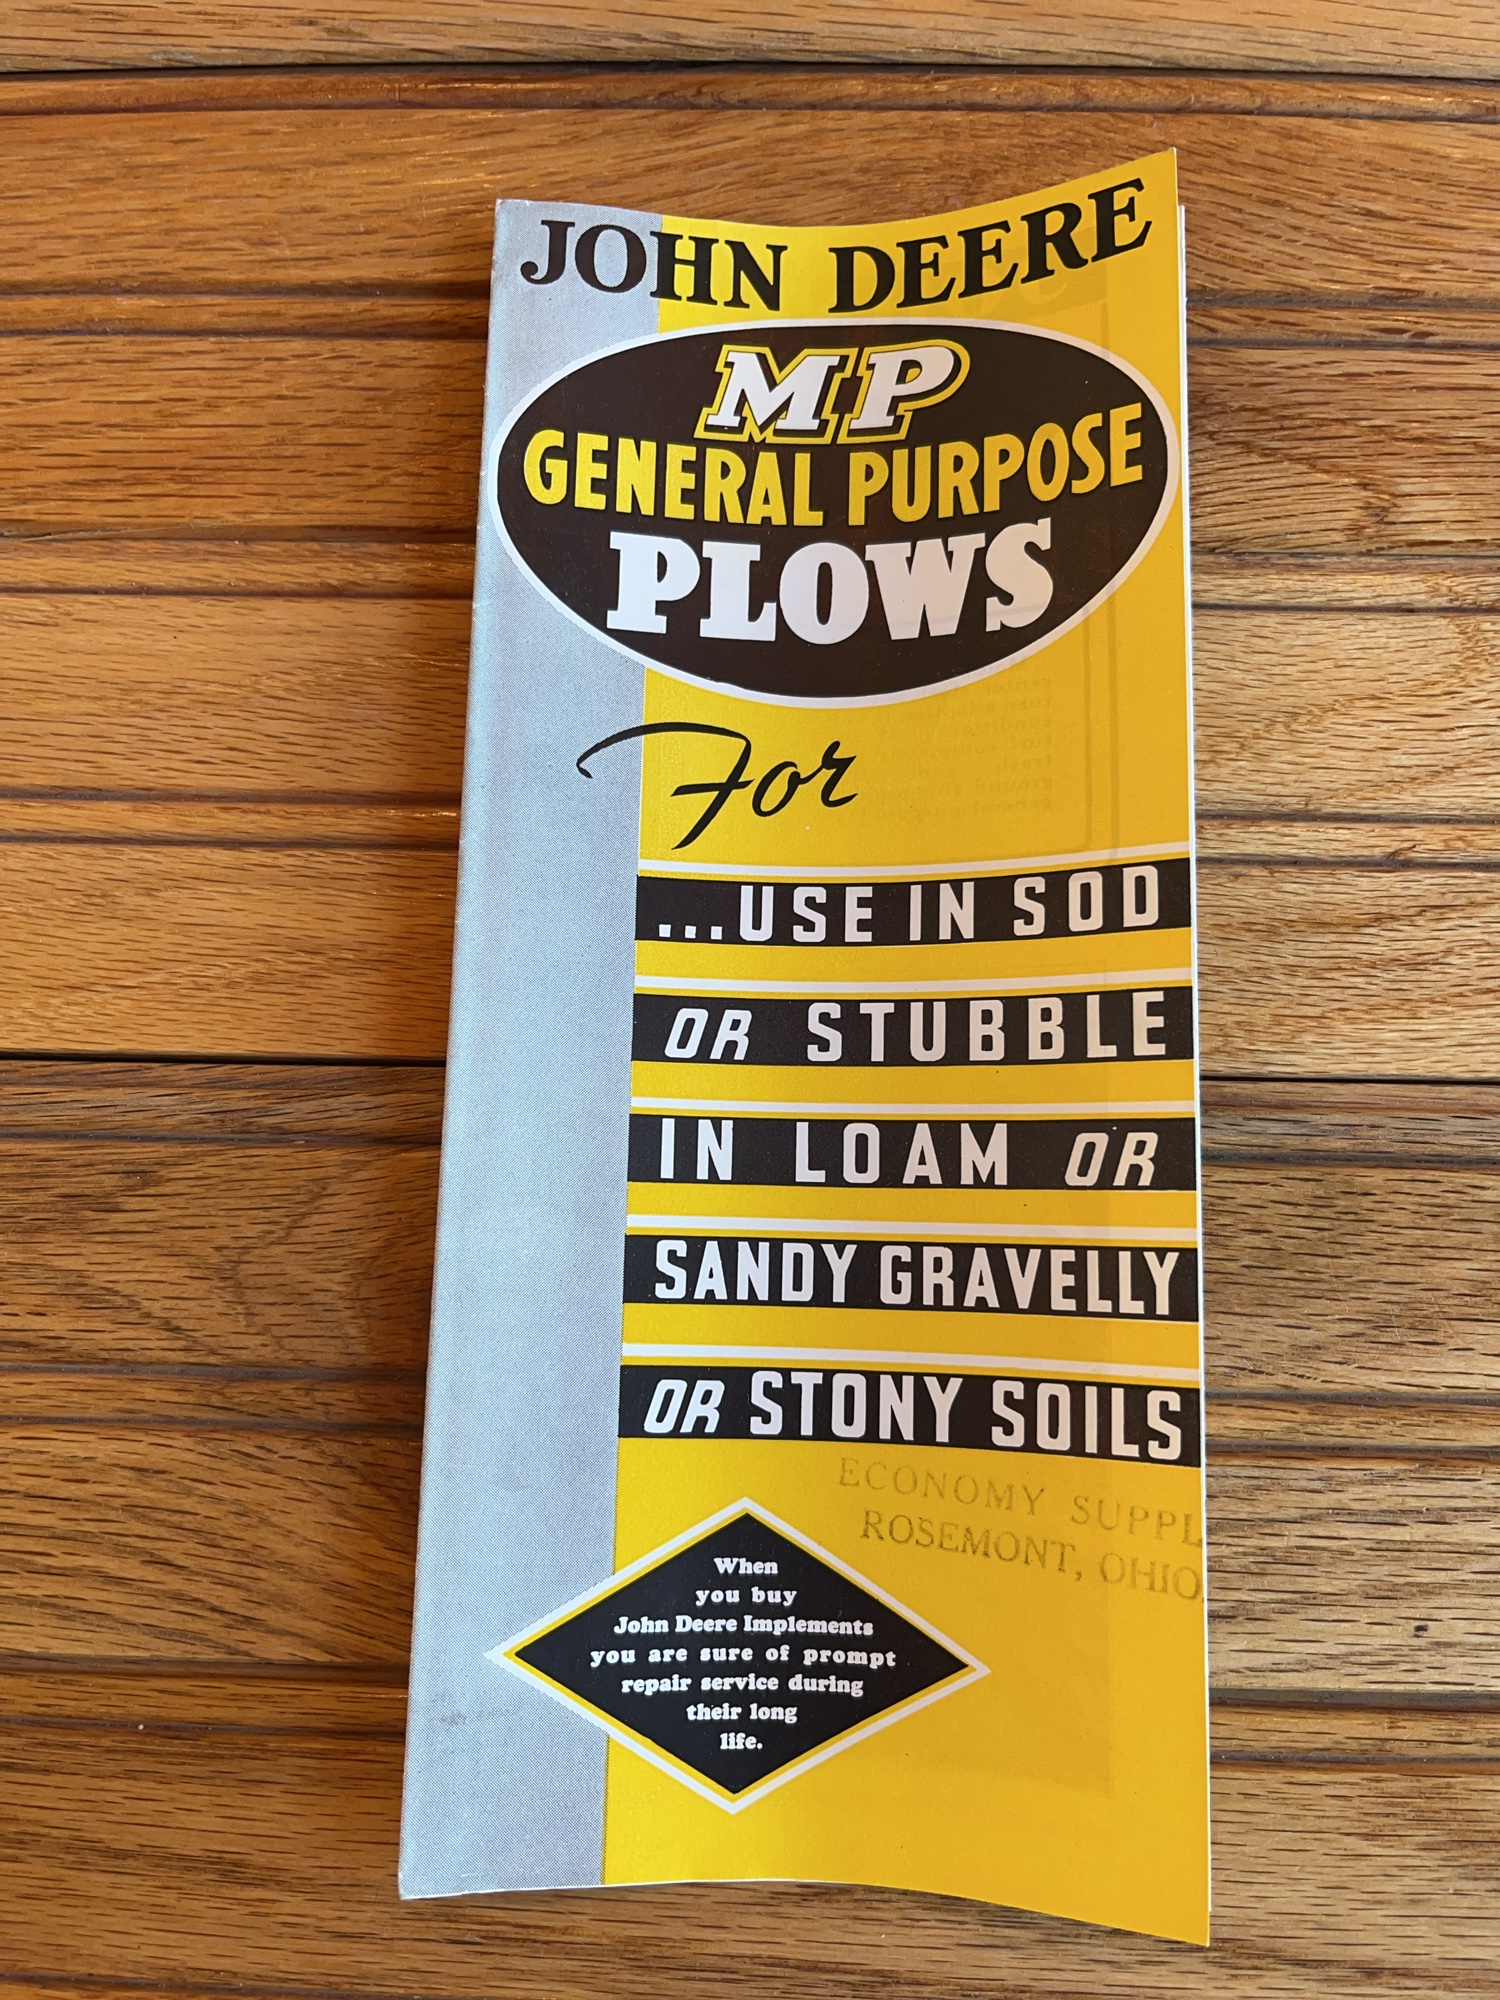 JOHN DEERE
MP
GENERAL PURPOSE
PLOWS
For
...USE IN SOD
OR STUBBLE
IN LOAM OR
SANDY GRAVELLY
OR STONY SOILS
ECONOMY SUPPL
ROSEMONT, OHIO.
When
you buy
John Deere Implements
you are sure of prompt
repair service during
their long
life.